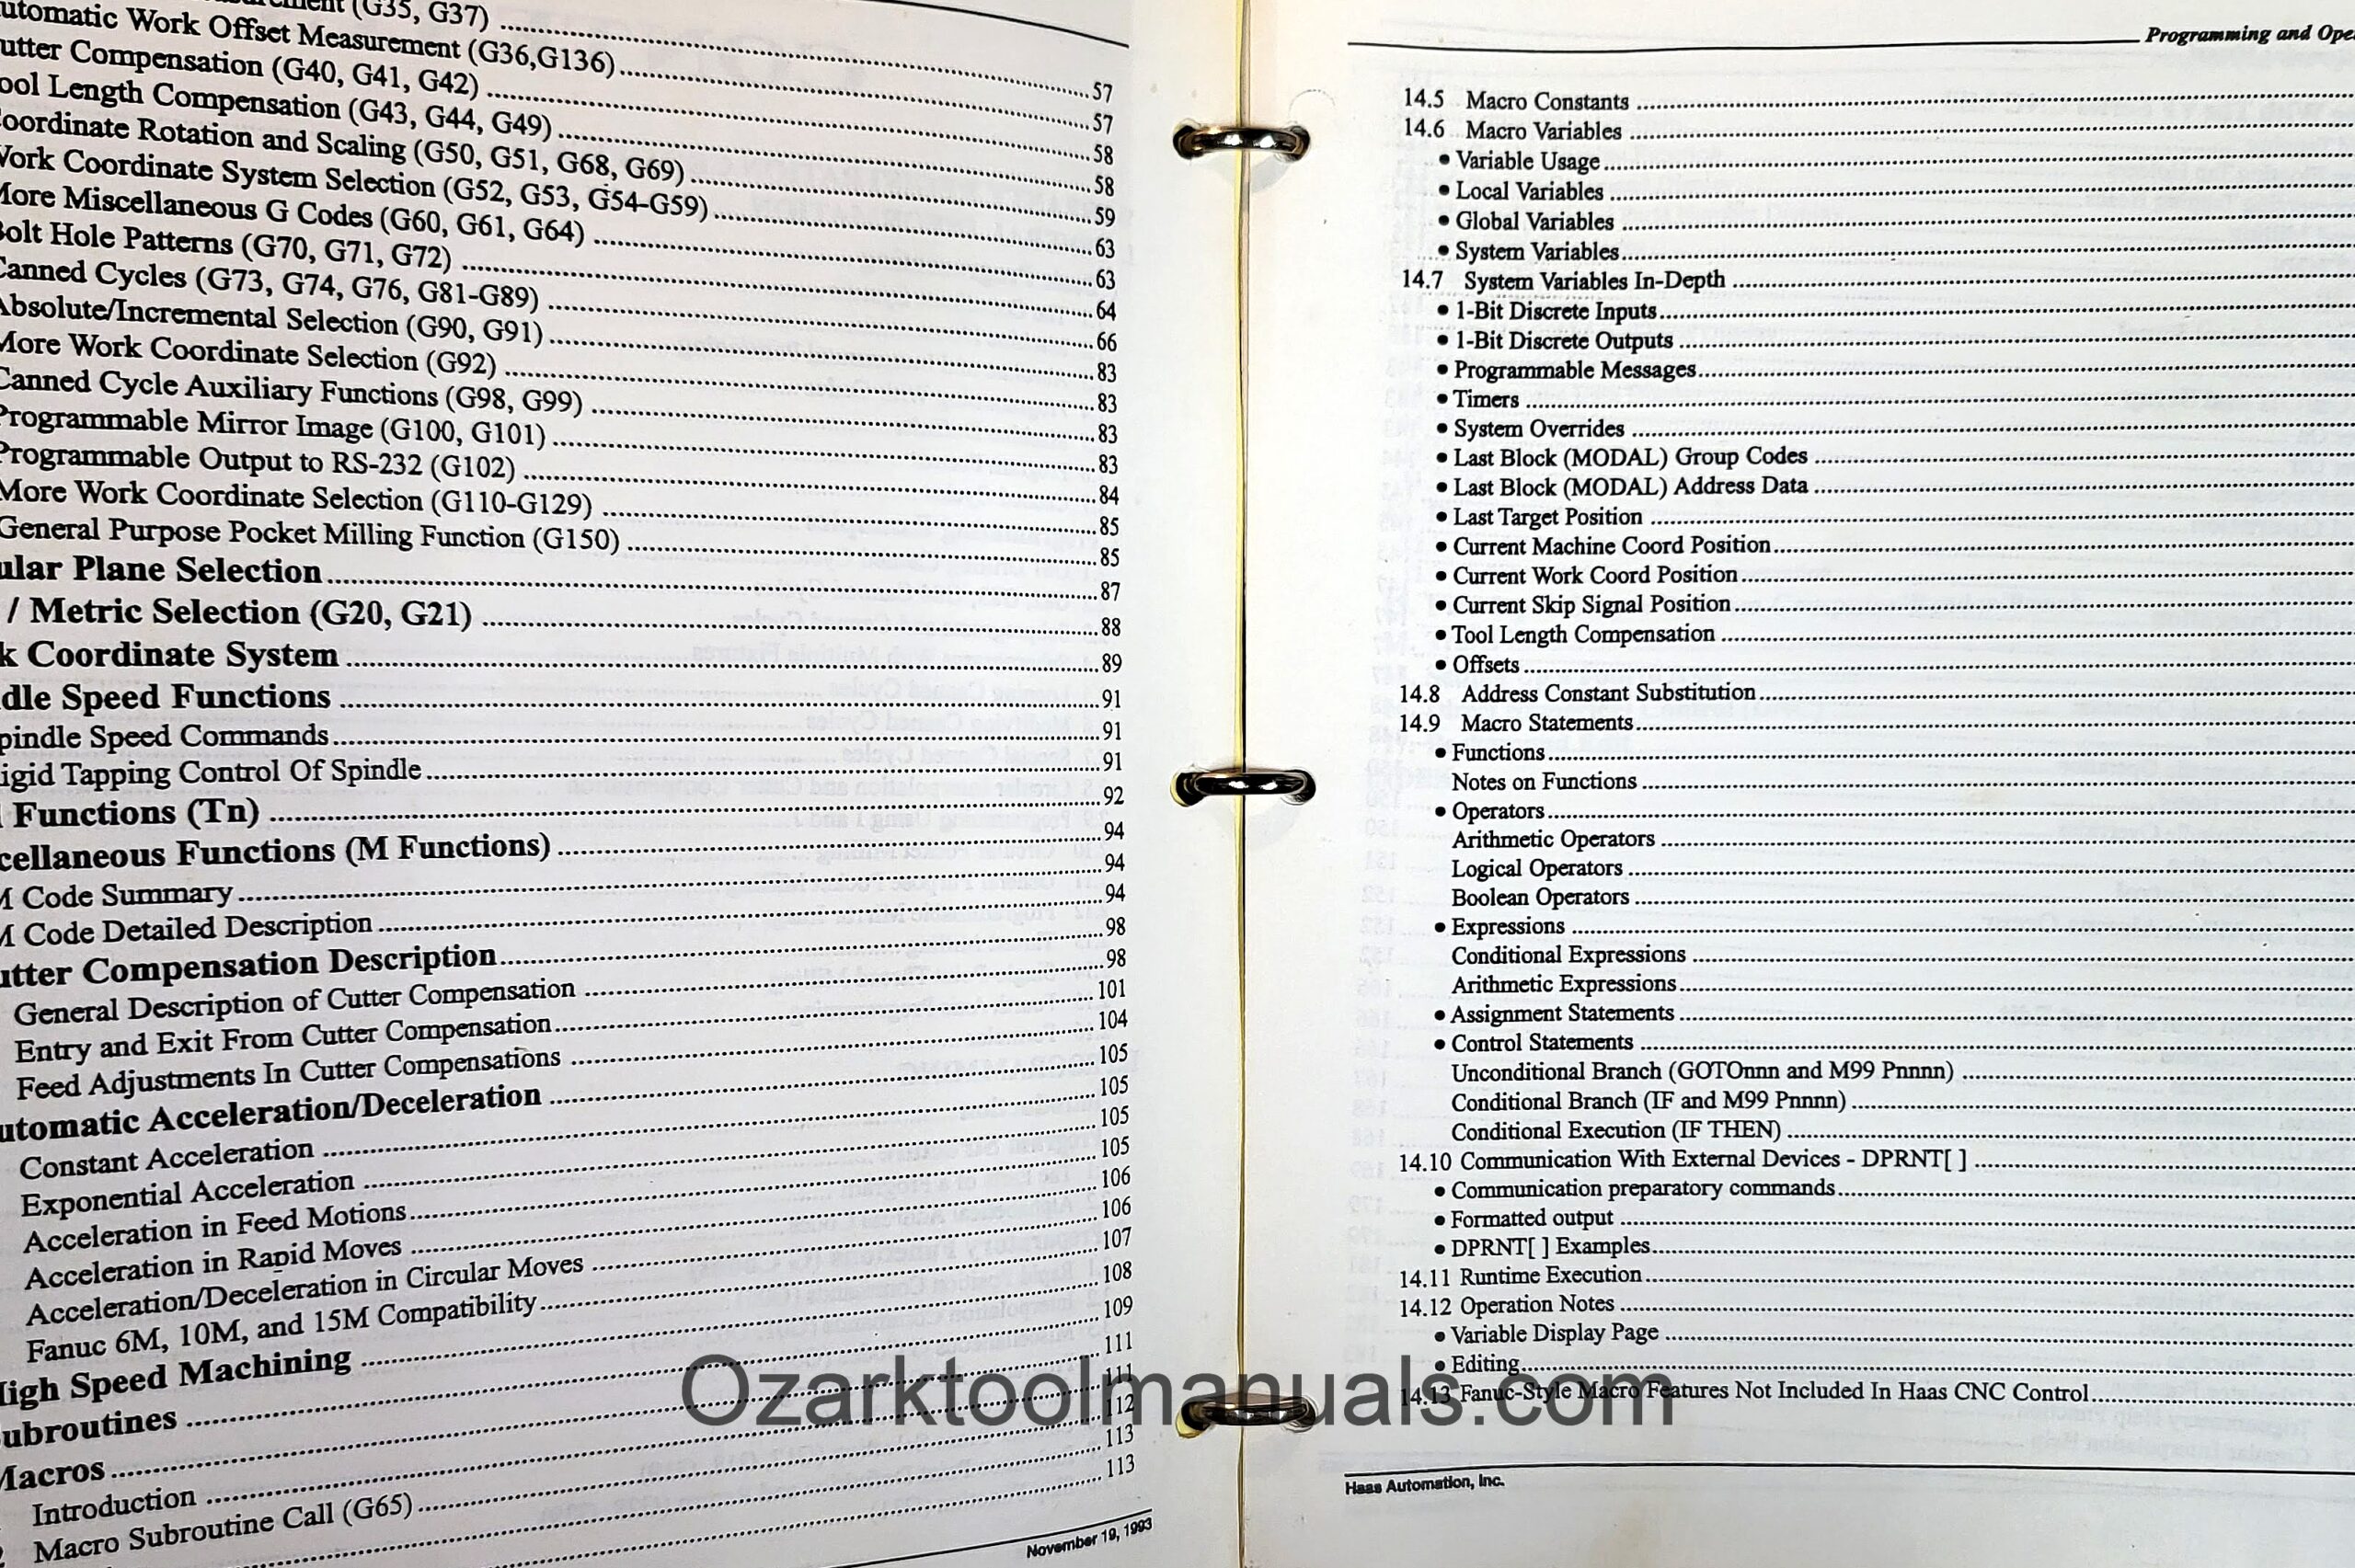 urement (G35, G37) ..... 57
utomatic Work Offset Measurement (G36,G136) ..... 57
utter Compensation (G40, G41, G42) ..... 58
ool Length Compensation (G43, G44, G49) ..... 58
oordinate Rotation and Scaling (G50, G51, G68, G69) ..... 59
Work Coordinate System Selection (G52, G53, G54-G59) ..... 63
More Miscellaneous G Codes (G60, G61, G64) ..... 63
Bolt Hole Patterns (G70, G71, G72) ..... 64
Canned Cycles (G73, G74, G76, G81-G89) ..... 66
Absolute/Incremental Selection (G90, G91) ..... 83
More Work Coordinate Selection (G92) ..... 83
Canned Cycle Auxiliary Functions (G98, G99) ..... 83
Programmable Mirror Image (G100, G101) ..... 83
Programmable Output to RS-232 (G102) ..... 84
More Work Coordinate Selection (G110-G129) ..... 85
General Purpose Pocket Milling Function (G150) ..... 85
ular Plane Selection ..... 87
/ Metric Selection (G20, G21) ..... 88
k Coordinate System ..... 89
dle Speed Functions ..... 91
pindle Speed Commands ..... 91
igid Tapping Control Of Spindle ..... 91
Functions (Tn) ..... 92
cellaneous Functions (M Functions) ..... 94
M Code Summary ..... 94
M Code Detailed Description ..... 94
utter Compensation Description ..... 98
General Description of Cutter Compensation ..... 98
Entry and Exit From Cutter Compensation ..... 101
Feed Adjustments In Cutter Compensations ..... 104
utomatic Acceleration/Deceleration ..... 105
Constant Acceleration ..... 105
Exponential Acceleration ..... 105
Acceleration in Feed Motions ..... 105
Acceleration in Rapid Moves ..... 106
Acceleration/Deceleration in Circular Moves ..... 106
Fanuc 6M, 10M, and 15M Compatibility ..... 107
High Speed Machining ..... 108
ubroutines ..... 109
Macros ..... 111
Introduction ..... 111
Macro Subroutine Call (G65) ..... 112
113
113
November 19, 1993
Programming and Ope
14.5 Macro Constants
14.6 Macro Variables
• Variable Usage
• Local Variables
• Global Variables
• System Variables
14.7 System Variables In-Depth
• 1-Bit Discrete Inputs
• 1-Bit Discrete Outputs
• Programmable Messages
• Timers
• System Overrides
• Last Block (MODAL) Group Codes
• Last Block (MODAL) Address Data
• Last Target Position
• Current Machine Coord Position
• Current Work Coord Position
• Current Skip Signal Position
• Tool Length Compensation
• Offsets
14.8 Address Constant Substitution
14.9 Macro Statements
• Functions
Notes on Functions
• Operators
Arithmetic Operators
Logical Operators
Boolean Operators
• Expressions
Conditional Expressions
Arithmetic Expressions
• Assignment Statements
• Control Statements
Unconditional Branch (GOTOnnn and M99 Pnnnn)
Conditional Branch (IF and M99 Pnnnn)
Conditional Execution (IF THEN)
14.10 Communication With External Devices - DPRNT[ ]
• Communication preparatory commands
• Formatted output
• DPRNT[ ] Examples
14.11 Runtime Execution
14.12 Operation Notes
• Variable Display Page
• Editing
14.13 Fanuc-Style Macro Features Not Included In Haas CNC Control
Haas Automation, Inc.
Ozarktoolmanuals.com